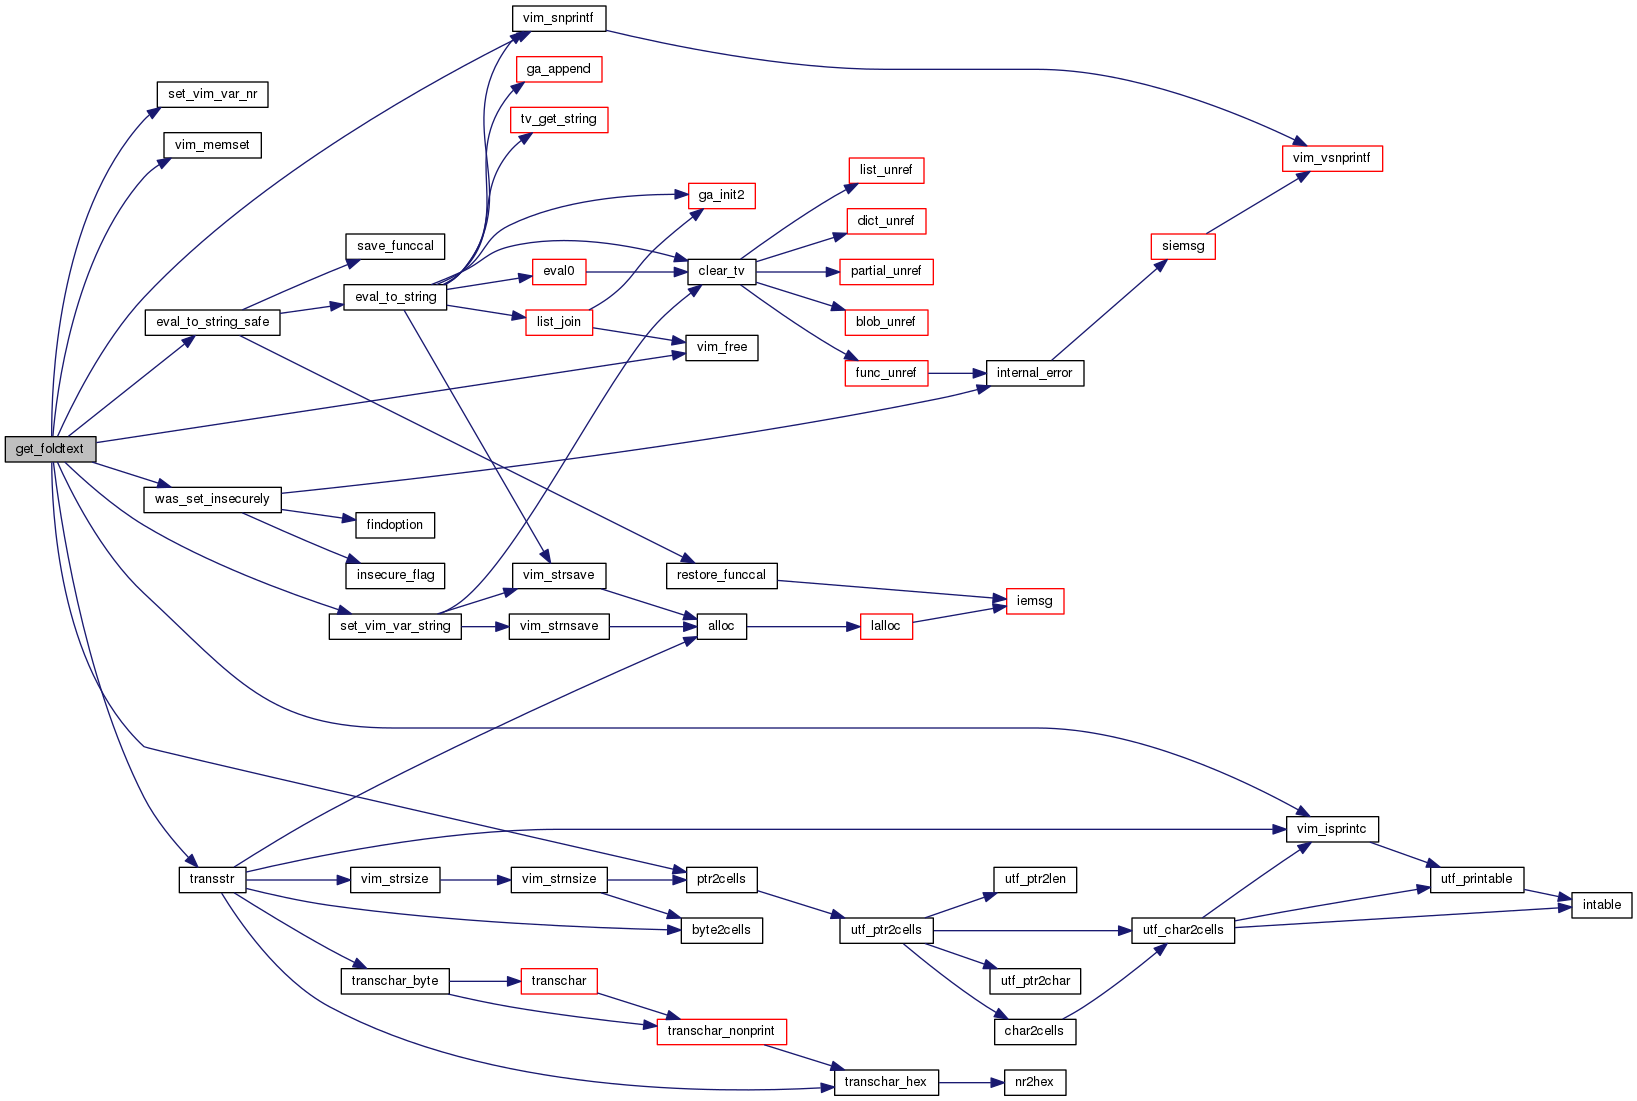 vim_snprintf
ga_append
set_vim_var_nr
tv_get_string
vim_memset
vim_vsnprintf
list_unref
ga_init2
dict_unref
save_funccal
siemsg
eval0
clear_tv
partial_unref
eval_to_string
eval_to_string_safe
list_join
blob_unref
vim_free
func_unref
internal_error
get_foldtext
was_set_insecurely
findoption
insecure_flag
vim_strsave
restore_funccal
iemsg
set_vim_var_string
vim_strnsave
alloc
lalloc
vim_isprintc
transstr
vim_strsize
vim_strnsize
ptr2cells
utf_ptr2len
utf_printable
intable
byte2cells
utf_ptr2cells
utf_char2cells
transchar_byte
transchar
utf_ptr2char
transchar_nonprint
char2cells
transchar_hex
nr2hex